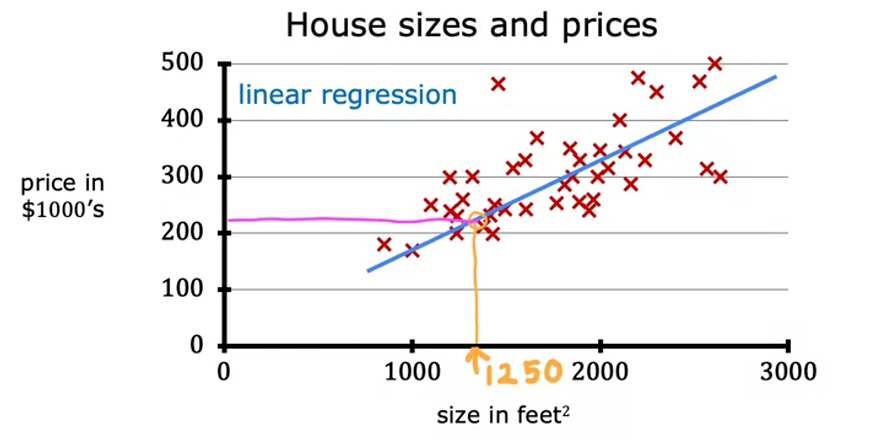 House sizes and prices
500
linear regression
400
300
price in
$1000's
200
100
0
0 1000 2000 3000
1250
size in feet²